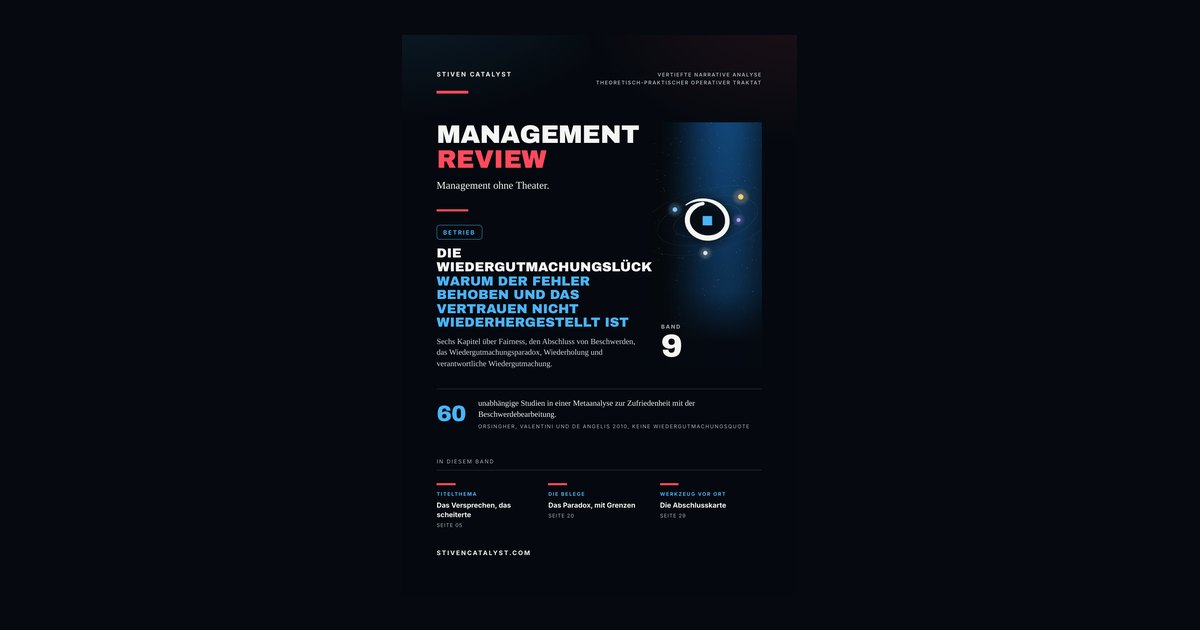 STIVEN CATALYST
VERTIEFTE NARRATIVE ANALYSE
THEORETISCH-PRAKTISCHER OPERATIVER TRAKTAT
MANAGEMENT
REVIEW
Management ohne Theater.
BETRIEB
DIE
WIEDERGUTMACHUNGSLÜCK
WARUM DER FEHLER
BEHOBEN UND DAS
VERTRAUEN NICHT
WIEDERHERGESTELLT IST
Sechs Kapitel über Fairness, den Abschluss von Beschwerden,
das Wiedergutmachungsparadox, Wiederholung und
verantwortliche Wiedergutmachung.
BAND
9
60
unabhängige Studien in einer Metaanalyse zur Zufriedenheit mit der
Beschwerdebearbeitung.
ORSINGHER, VALENTINI UND DE ANGELIS 2010, KEINE WIEDERGUTMACHUNGSQUOTE
IN DIESEM BAND
TITELTHEMA
Das Versprechen, das
scheiterte
SEITE 05
DIE BELEGE
Das Paradox, mit Grenzen
SEITE 20
WERKZEUG VOR ORT
Die Abschlusskarte
SEITE 29
STIVENCATALYST.COM